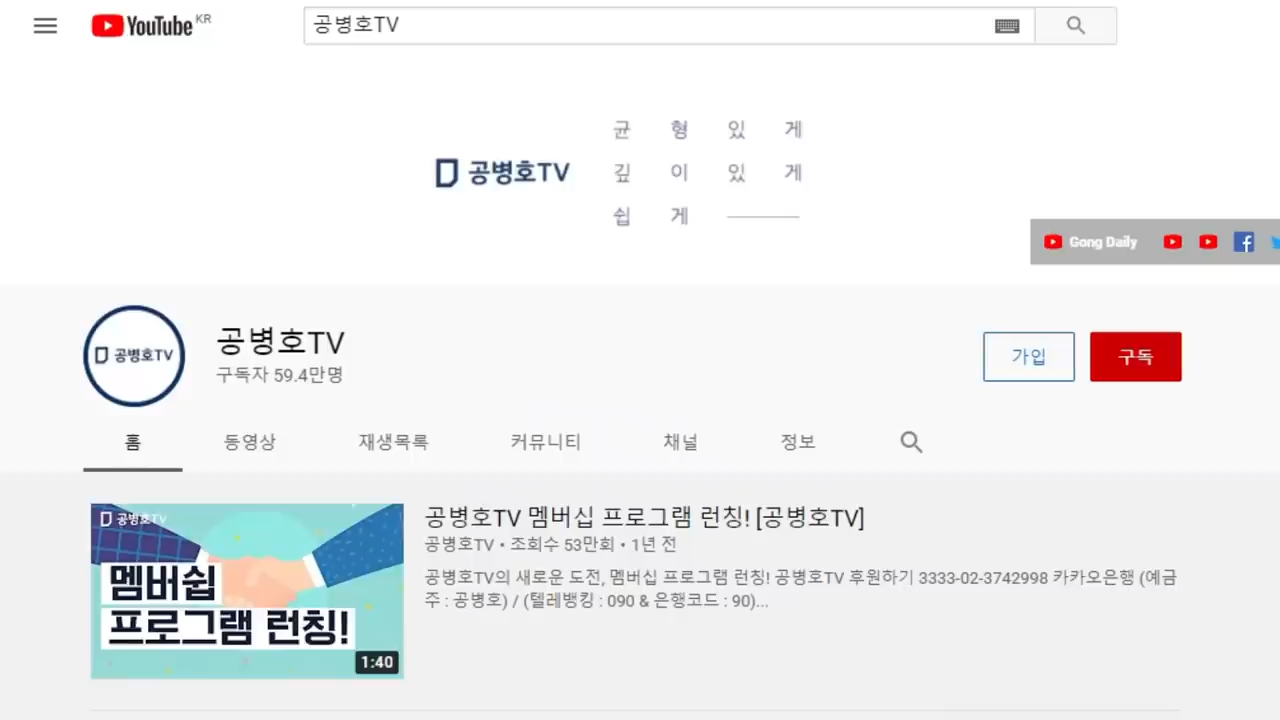 YouTube KR
공병호TV
균형있게
공병호TV
깊이있게
쉽게
Gong Daily
공병호TV
공병호TV
구독자 59.4만명
가입
구독
홈
동영상
재생목록
커뮤니티
채널
정보
공병호TV
멤버쉽
프로그램 런칭!
1:40
공병호TV 멤버십 프로그램 런칭! [공병호TV]
공병호TV • 조회수 53만회 • 1년 전
공병호TV의 새로운 도전, 멤버십 프로그램 런칭! 공병호TV 후원하기 3333-02-3742998 카카오은행 (예금
주 : 공병호) / (텔레뱅킹 : 090 & 은행코드 : 90)...